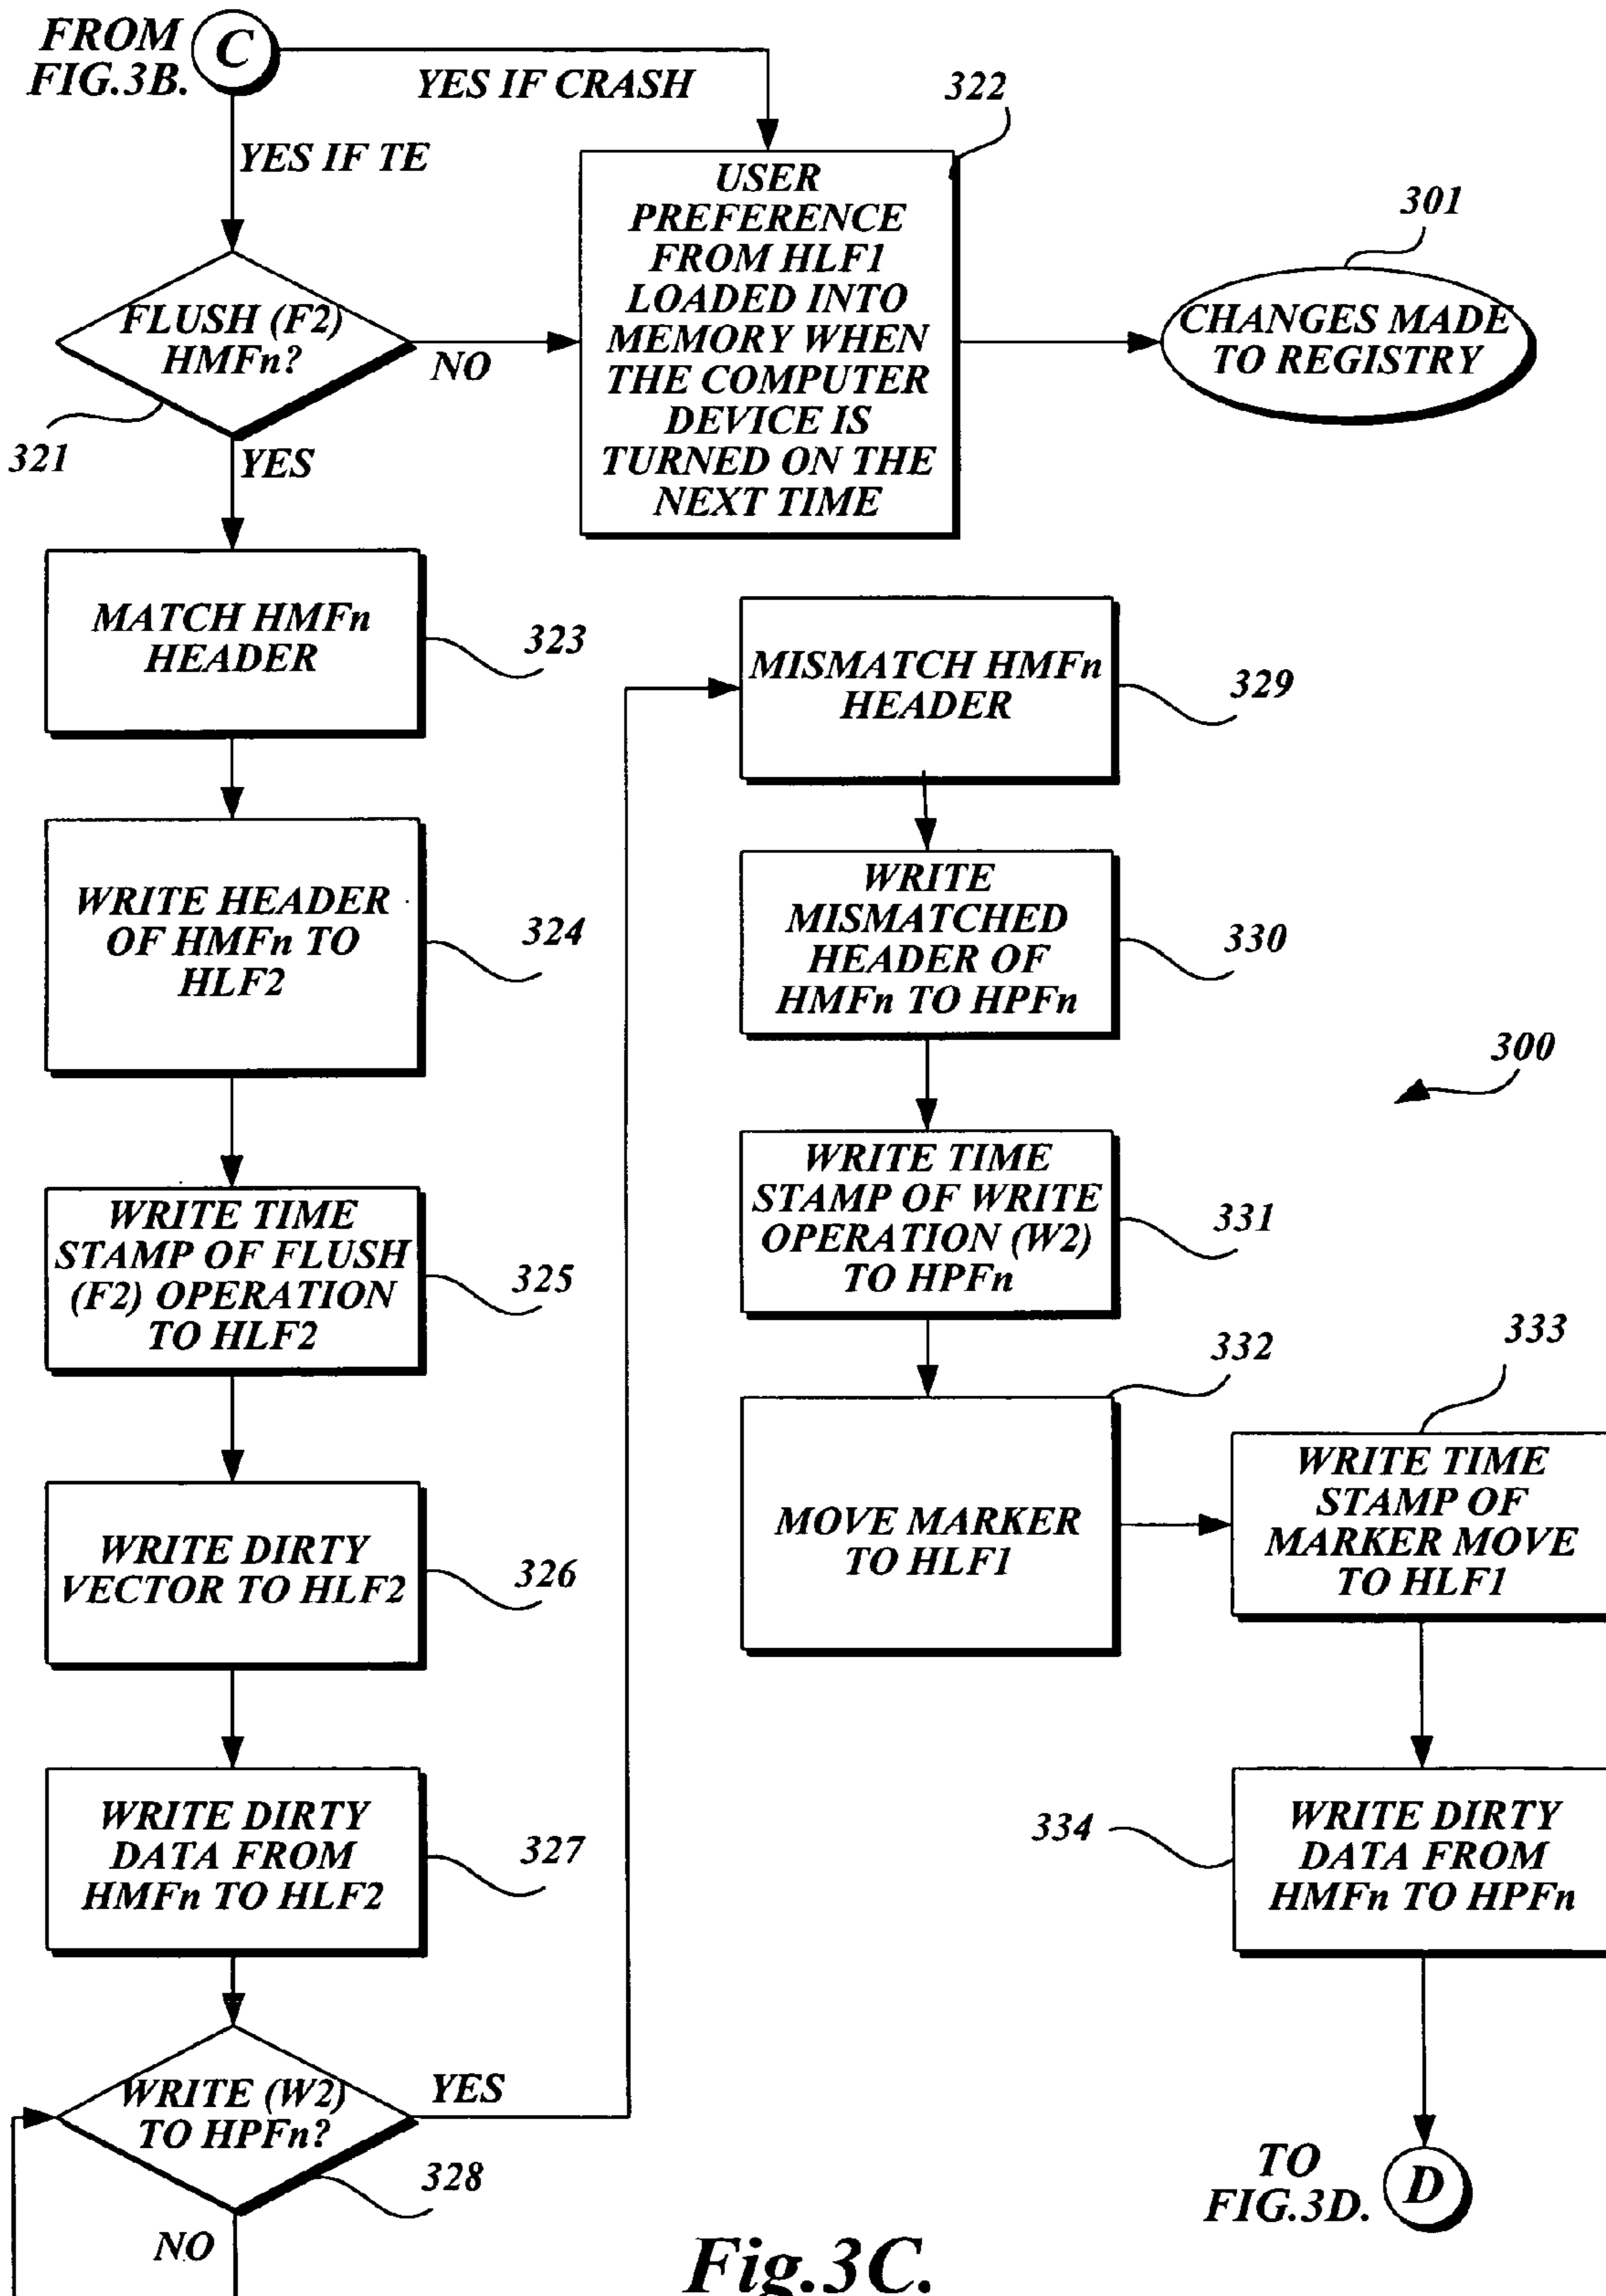 FROM
FIG.3B.
C
YES IF CRASH
322
YES IF TE
USER
PREFERENCE
FROM HLF1
LOADED INTO
MEMORY WHEN
THE COMPUTER
DEVICE IS
TURNED ON THE
NEXT TIME
301
CHANGES MADE
TO REGISTRY
FLUSH (F2)
HMFn?
NO
321
YES
MATCH HMFn
HEADER
323
WRITE HEADER
OF HMFn TO
HLF2
324
WRITE TIME
STAMP OF FLUSH
(F2) OPERATION
TO HLF2
325
WRITE DIRTY
VECTOR TO HLF2
326
WRITE DIRTY
DATA FROM
HMFn TO HLF2
327
WRITE (W2)
TO HPFn?
YES
328
NO
MISMATCH HMFn
HEADER
329
WRITE
MISMATCHED
HEADER OF
HMFn TO HPFn
330
300
WRITE TIME
STAMP OF WRITE
OPERATION (W2)
TO HPFn
331
332
MOVE MARKER
TO HLF1
333
WRITE TIME
STAMP OF
MARKER MOVE
TO HLF1
334
WRITE DIRTY
DATA FROM
HMFn TO HPFn
TO
FIG.3D.
D
Fig.3C.